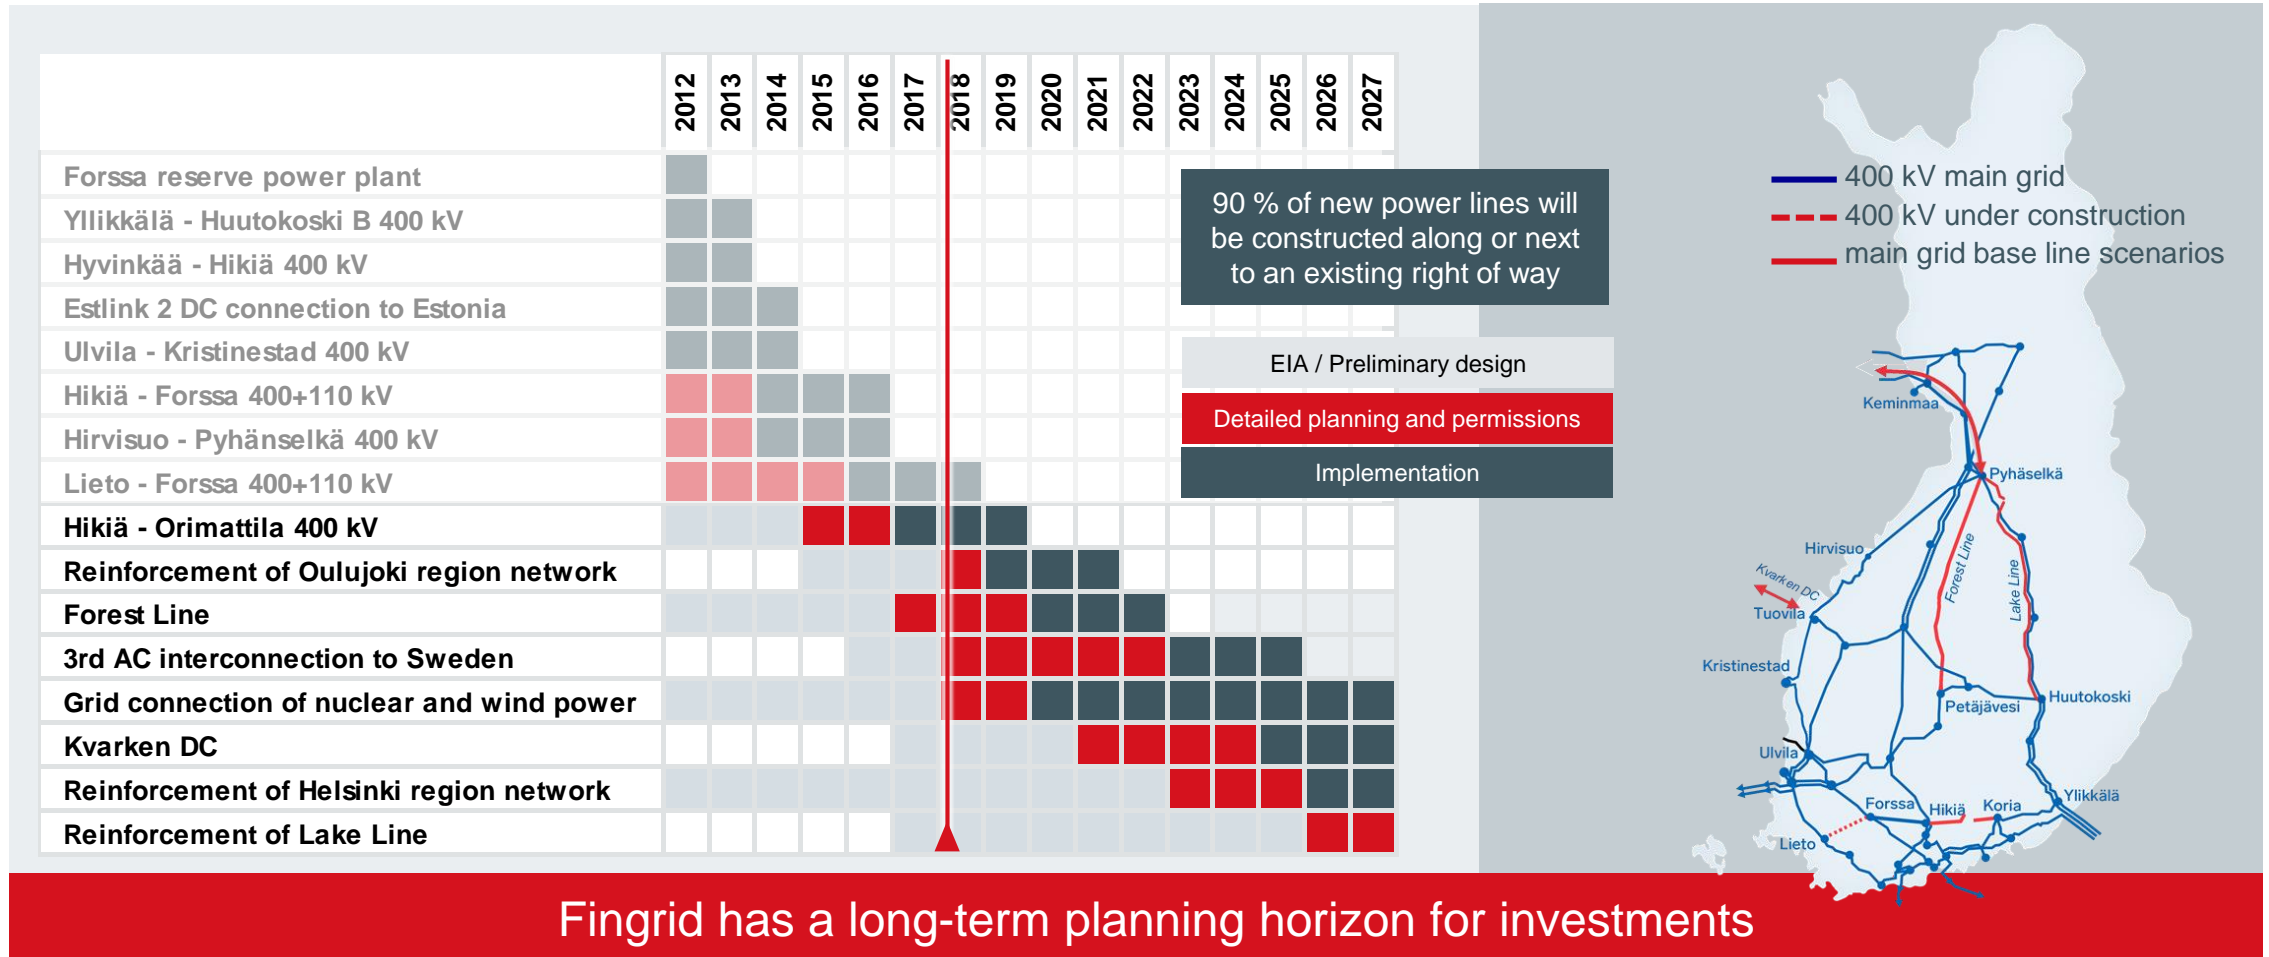 2012 2013 2014 2015 2016 2017 2018 2019 2020 2021 2022 2023 2024 2025 2026 2027
Forssa reserve power plant
Yllikkälä - Huutokoski B 400 kV
Hyvinkää - Hikiä 400 kV
Estlink 2 DC connection to Estonia
Ulvila - Kristinestad 400 kV
Hikiä - Forssa 400+110 kV
Hirvisuo - Pyhänselkä 400 kV
Lieto - Forssa 400+110 kV
Hikiä - Orimattila 400 kV
Reinforcement of Oulujoki region network
Forest Line
3rd AC interconnection to Sweden
Grid connection of nuclear and wind power
Kvarken DC
Reinforcement of Helsinki region network
Reinforcement of Lake Line
90 % of new power lines will
be constructed along or next
to an existing right of way
EIA / Preliminary design
Detailed planning and permissions
Implementation
400 kV main grid
400 kV under construction
main grid base line scenarios
Keminmaa
Pyhäselkä
Hirvisuo
Forest Line
Lake Line
Kvarken DC
Tuovila
Kristinestad
Petäjävesi
Huutokoski
Ulvila
Forssa
Hikiä
Koria
Ylikkälä
Lieto
Fingrid has a long-term planning horizon for investments